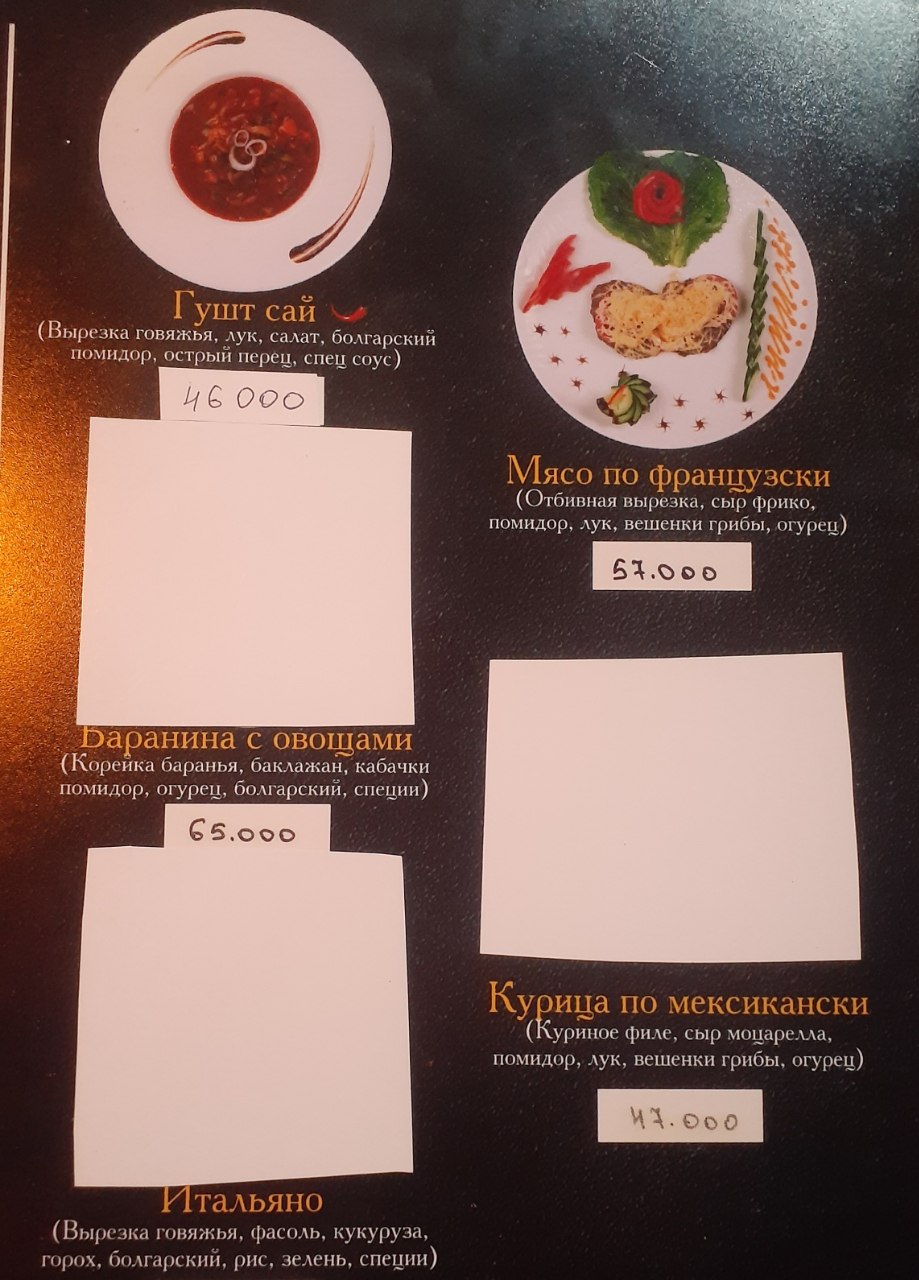 Гушт сай
(Вырезка говяжья, лук, салат, болгарский
помидор, острый перец, спец соус)
46000
Баранина с овощами
(Корейка баранья, баклажан, кабачки
помидор, огурец, болгарский, специи)
65.000
Итальяно
(Вырезка говяжья, фасоль, кукуруза,
горох, болгарский, рис, зелень, специи)
Мясо по французски
(Отбивная вырезка, сыр фрико,
помидор, лук, вешенки грибы, огурец)
57.000
Курица по мексикански
(Куриное филе, сыр моцарелла,
помидор, лук, вешенки грибы, огурец)
47.000